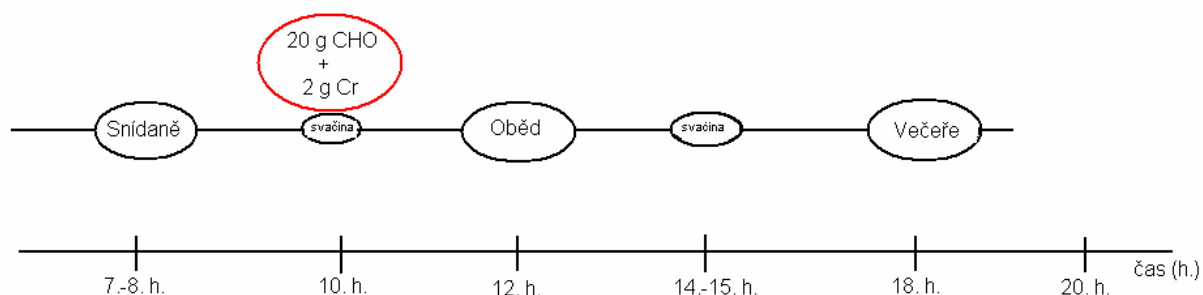 20 g CHO
+
2 g Cr
Snídaně
svačina
Oběd
svačina
Večeře
7.-8. h.
10. h.
12. h.
14.-15. h.
18. h.
20. h.
čas (h.)